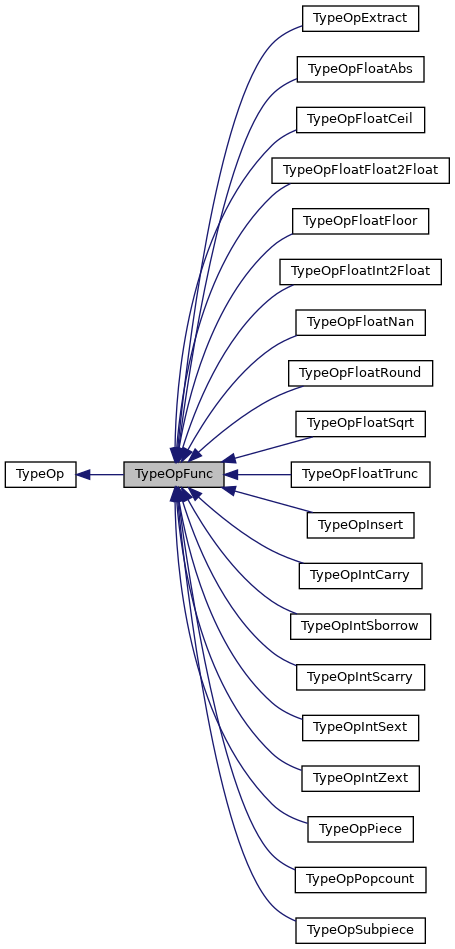 TypeOpExtract
TypeOpFloatAbs
TypeOpFloatCeil
TypeOpFloatFloat2Float
TypeOpFloatFloor
TypeOpFloatInt2Float
TypeOpFloatNan
TypeOpFloatRound
TypeOpFloatSqrt
TypeOp
TypeOpFunc
TypeOpFloatTrunc
TypeOpInsert
TypeOpIntCarry
TypeOpIntSborrow
TypeOpIntScarry
TypeOpIntSext
TypeOpIntZext
TypeOpPiece
TypeOpPopcount
TypeOpSubpiece